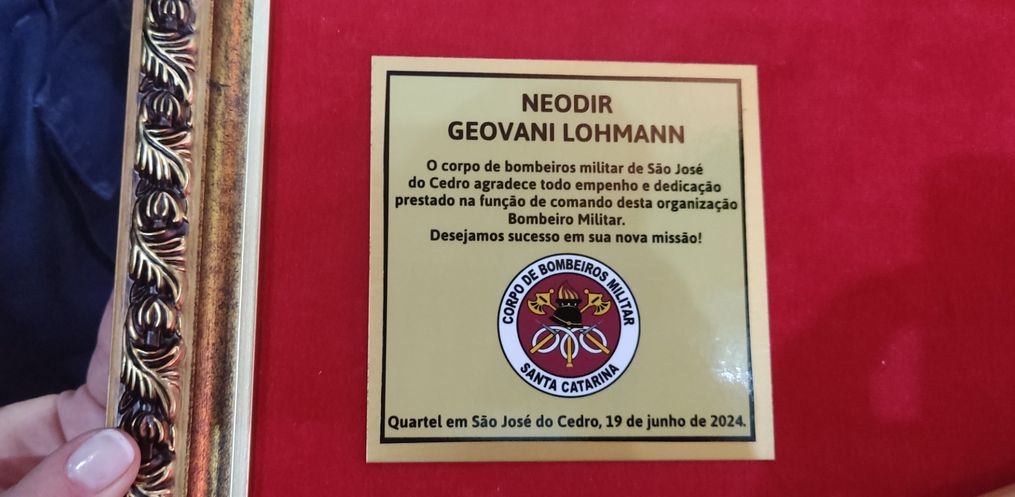 NEODIR
GEOVANI LOHMANN
O corpo de bombeiros militar de São José
do Cedro agradece todo empenho e dedicação
prestado na função de comando desta organização
Bombeiro Militar.
Desejamos sucesso em sua nova missão!
CORPO DE BOMBEIROS MILITAR
SANTA CATARINA
Quartel em São José do Cedro, 19 de junho de 2024.